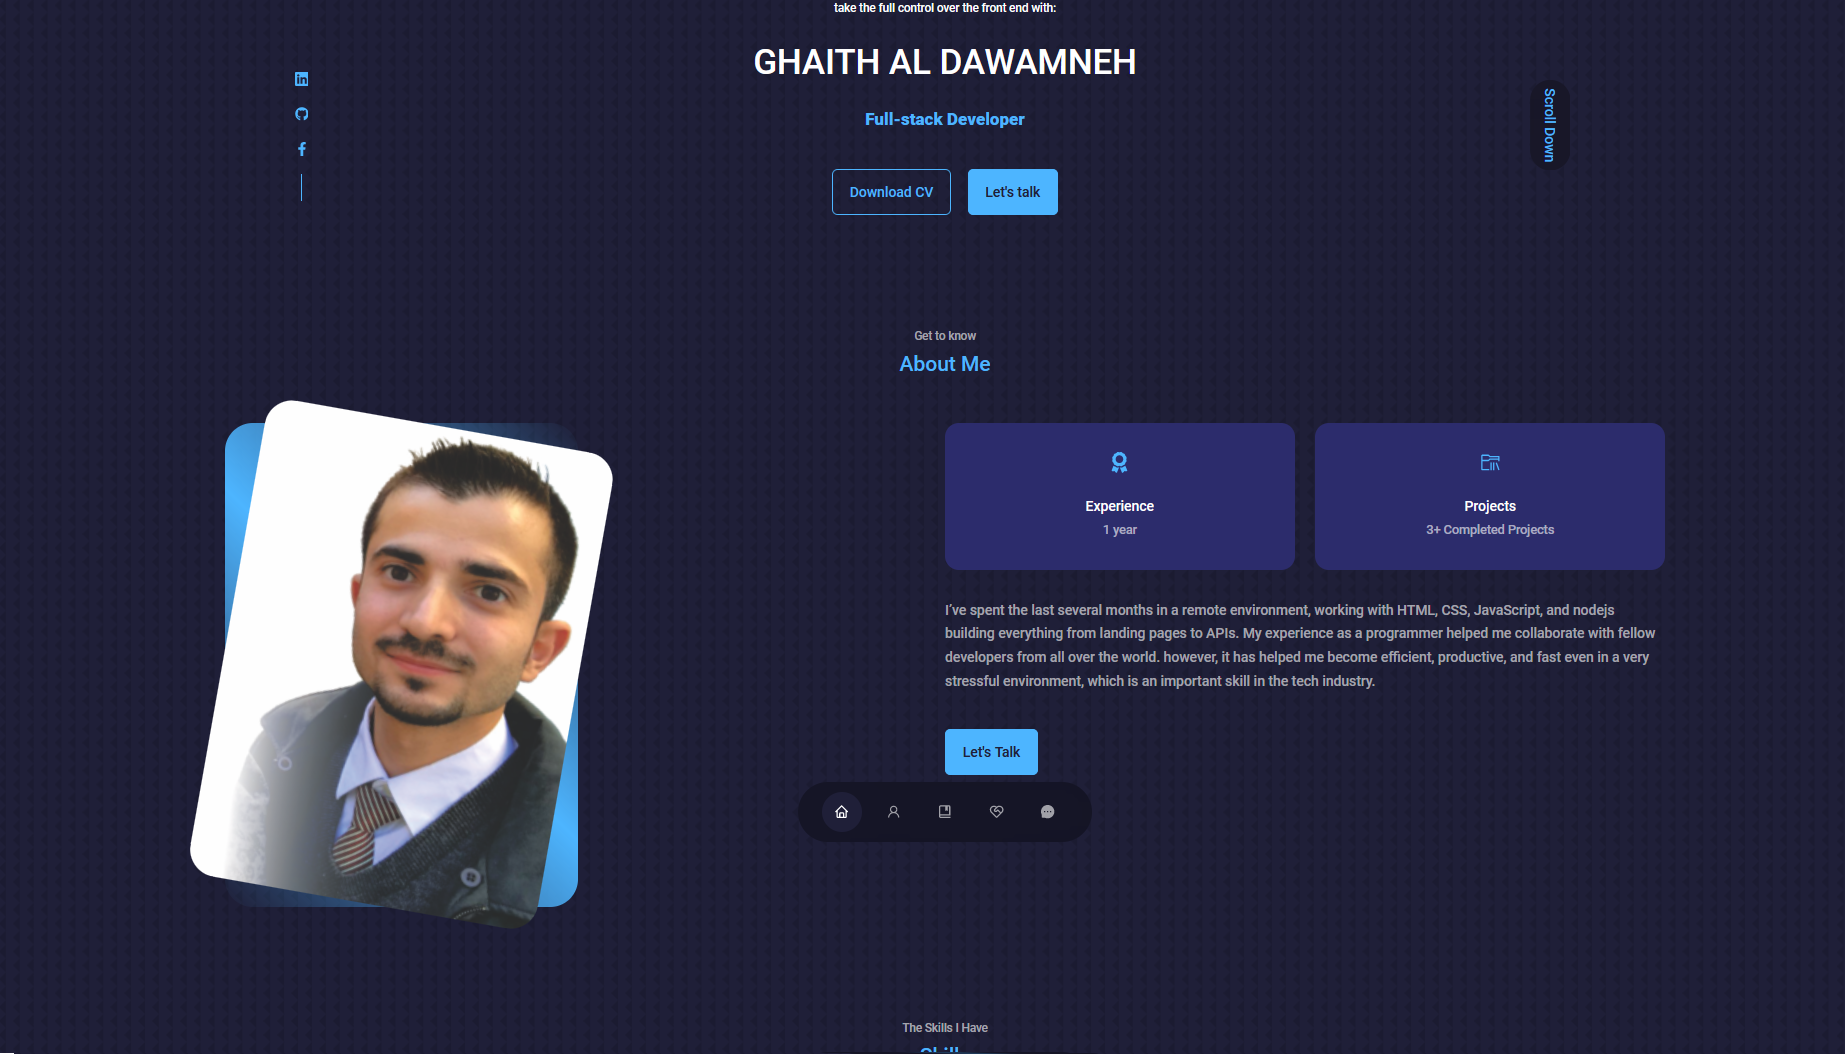 take the full control over the front end with:
GHAITH AL DAWAMNEH
Full-stack Developer
Download CV
Let's talk
Scroll Down
Get to know
About Me
Experience
1 year
Projects
3+ Completed Projects
I've spent the last several months in a remote environment, working with HTML, CSS, JavaScript, and nodejs
building everything from landing pages to APIs. My experience as a programmer helped me collaborate with fellow
developers from all over the world. however, it has helped me become efficient, productive, and fast even in a very
stressful environment, which is an important skill in the tech industry.
Let's Talk
The Skills I Have